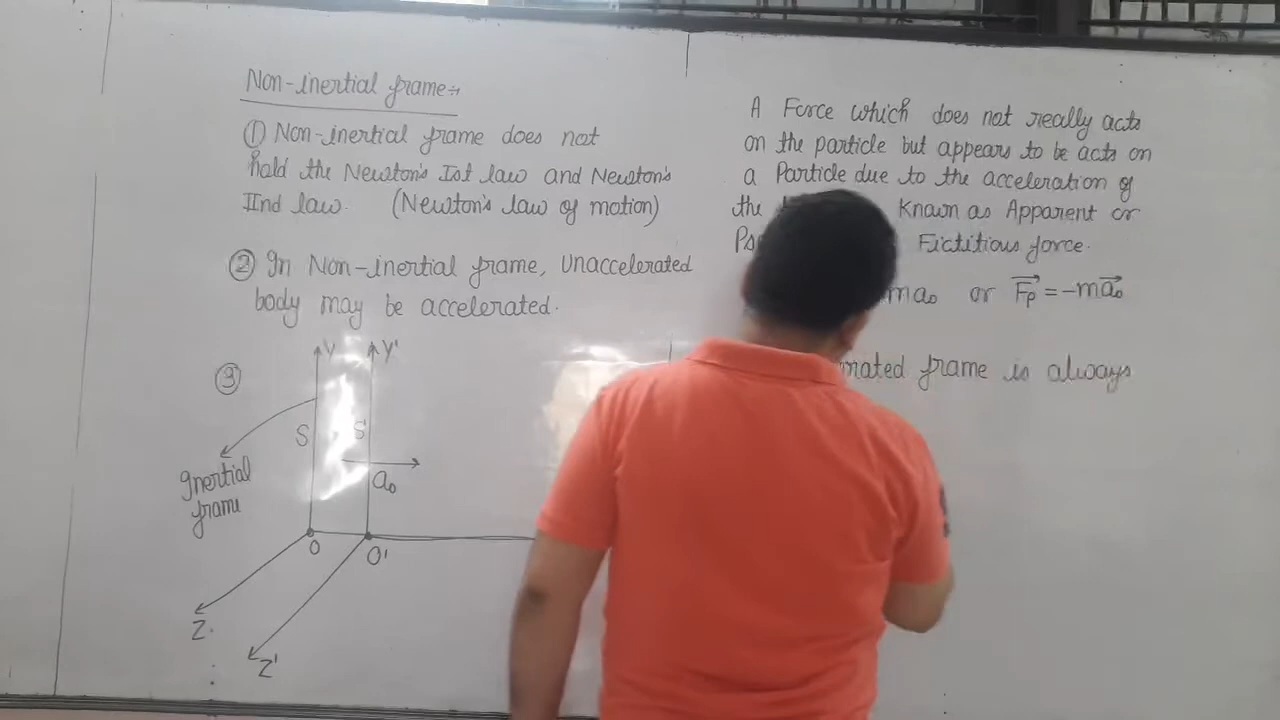 Non-inertial frame:-
① Non-inertial frame does not
hold the Newton's Ist law and Newton's
IInd law. (Newton's law of motion)
② In Non-inertial frame, Unaccelerated
body may be accelerated.
③
Y
Y'
S
S'
a₀
Inertial
frame
O
O'
Z
Z'
A Force which does not really acts
on the particle but appears to be acts on
a Particle due to the acceleration of
the Known as Apparent or
Fictitious force.
ma₀ or F⃗p = -ma⃗₀
frame is always